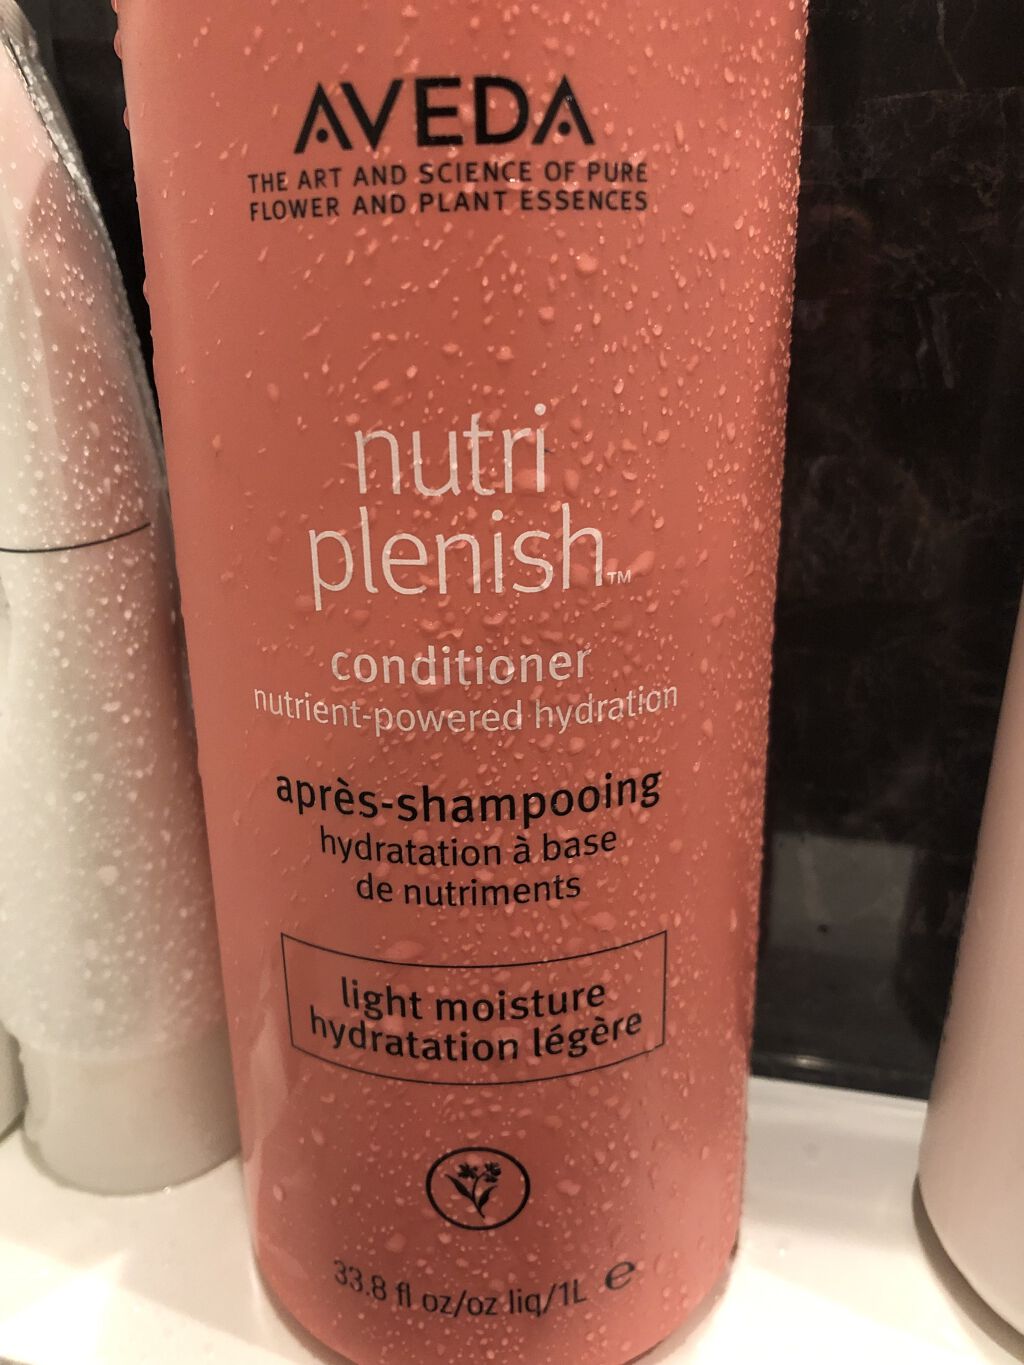 AVEDA
THE ART AND SCIENCE OF PURE
FLOWER AND PLANT ESSENCES
nutri
plenish™
conditioner
nutrient-powered hydration
après-shampooing
hydratation à base
de nutriments
light moisture
hydratation légère
33.8 fl oz/oz liq/1L ℮